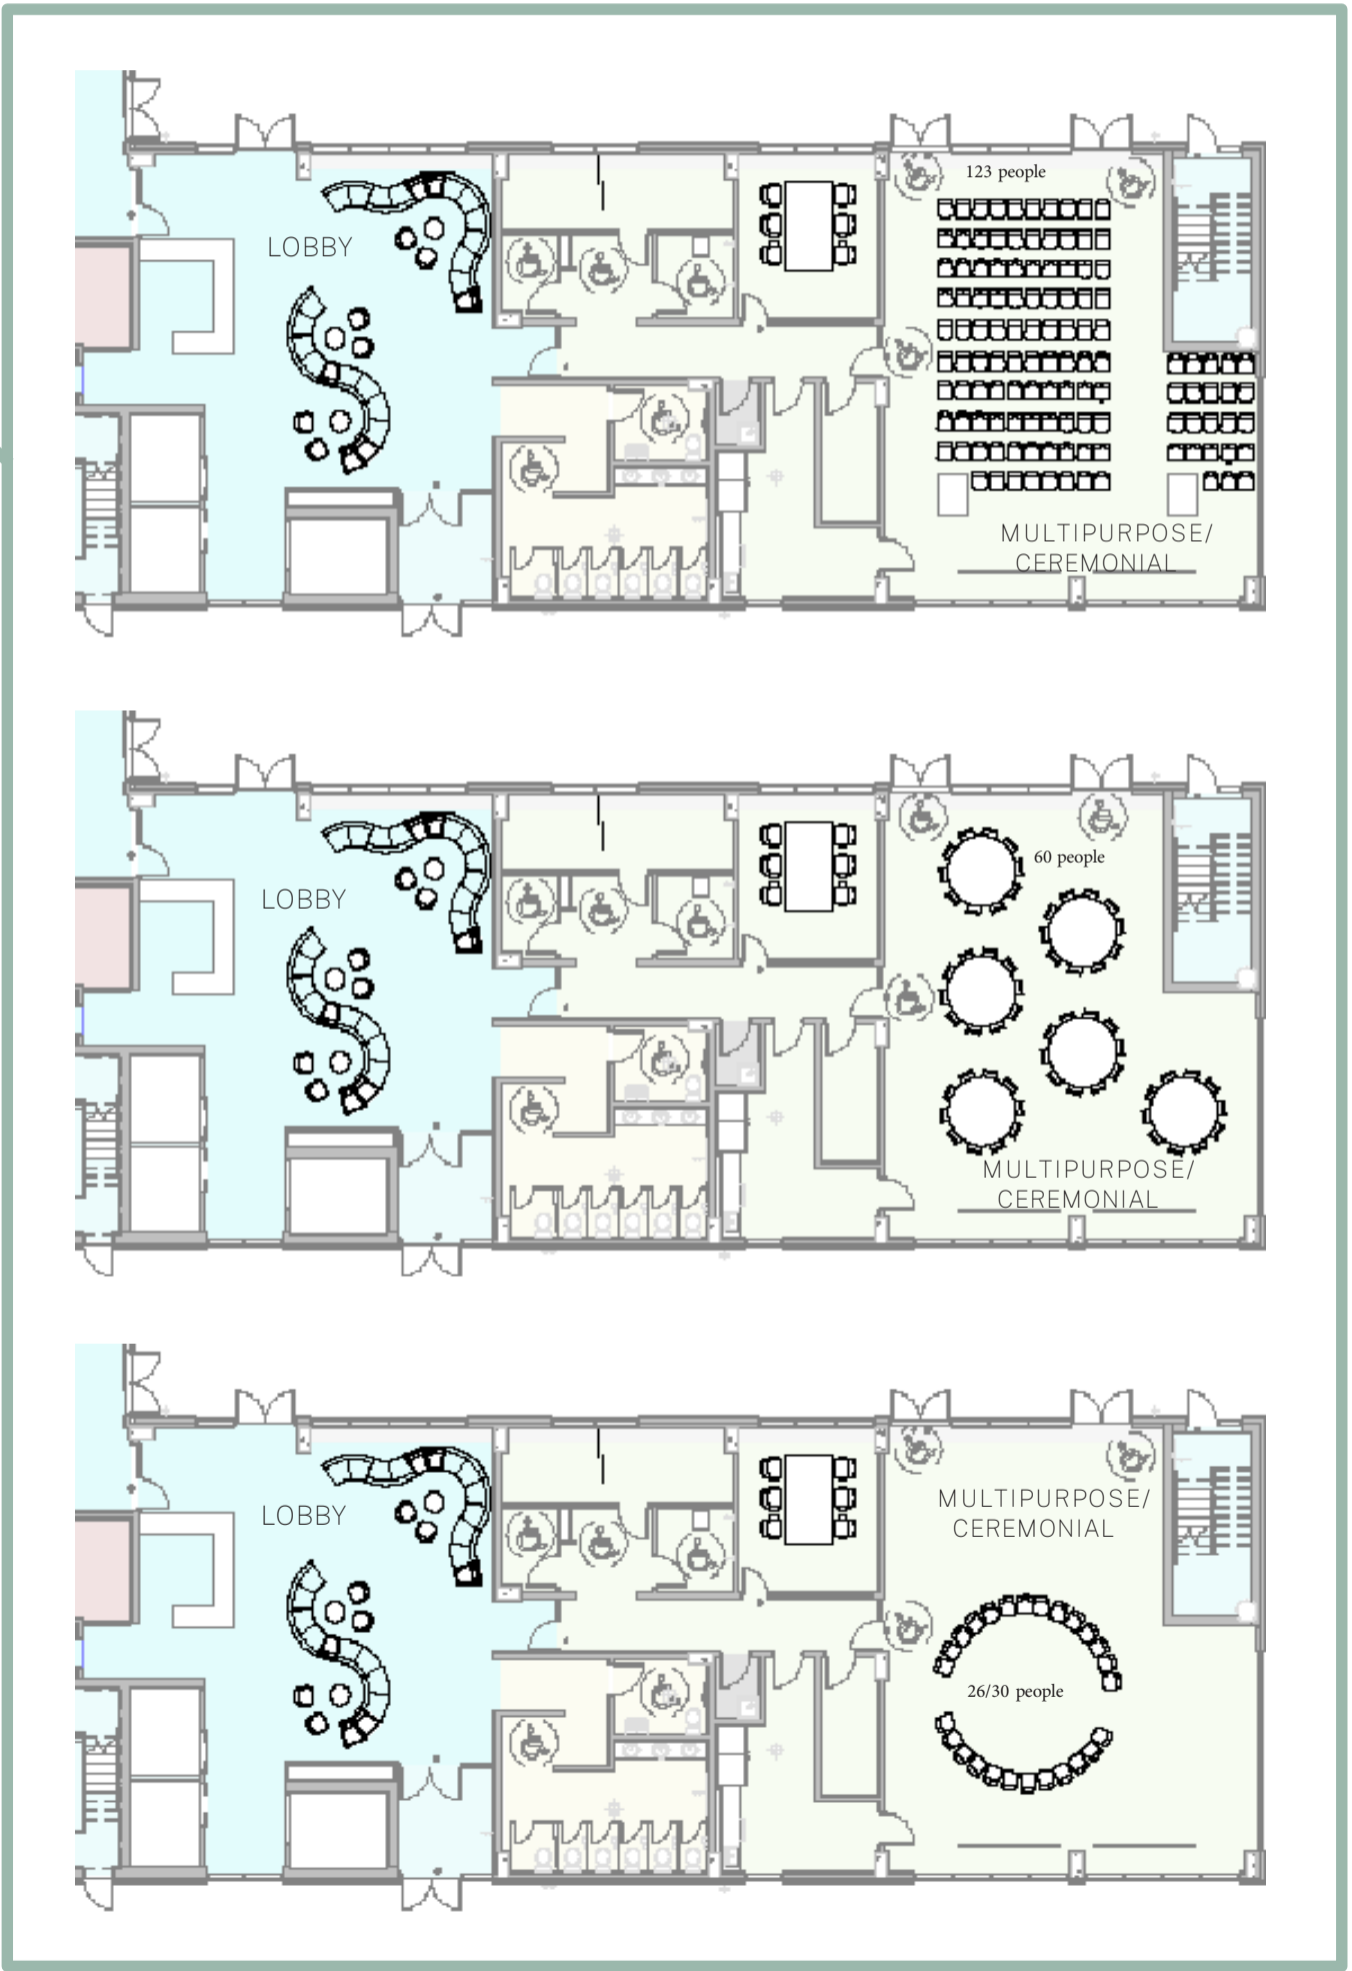 123 people
LOBBY
MULTIPURPOSE/
CEREMONIAL
60 people
LOBBY
MULTIPURPOSE/
CEREMONIAL
MULTIPURPOSE/
CEREMONIAL
LOBBY
26/30 people